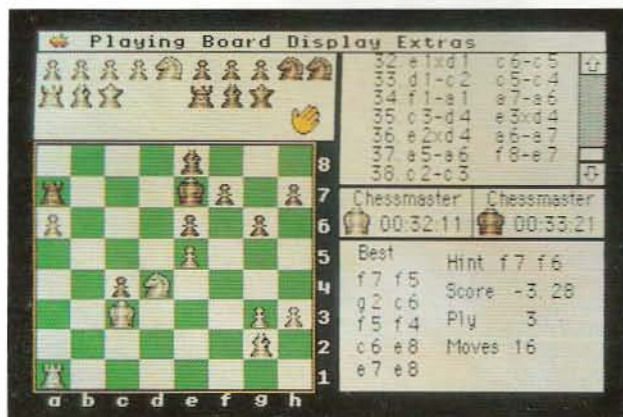 Playing Board Display Extras
32. e1xd1 c6-c5
33. d1-c2 c5-c4
34. f1-a1 a7-a6
35. c3-d4 e3xd4
36. e2xd4 a6-a7
37. a5-a6 f8-e7
38. c2-c3
8
7
6
5
4
3
2
1
a b c d e f g h
Chessmaster Chessmaster
00:32:11 00:33:21
Best
f7 f5
g2 c6
f5 f4
c6 e8
e7 e8
Hint f7 f6
Score -3.28
Ply 3
Moves 16